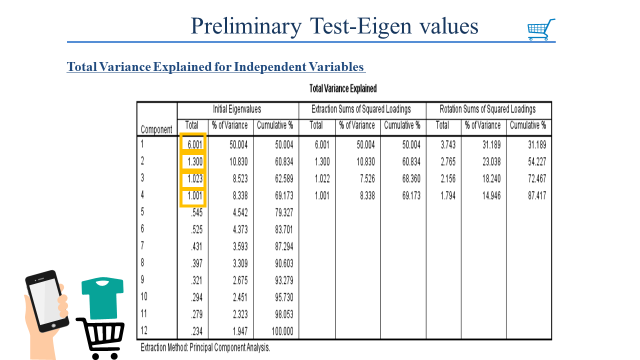 Preliminary Test-Eigen values
Total Variance Explained for Independent Variables
Total Variance Explained
Initial Eigenvalues Extraction Sums of Squared Loadings Rotation Sums of Squared Loadings
Component Total % of Variance Cumulative % Total % of Variance Cumulative % Total % of Variance Cumulative %
1 6.001 50.004 50.004 6.001 50.004 50.004 3.743 31.189 31.189
2 1.300 10.830 60.834 1.300 10.830 60.834 2.765 23.038 54.227
3 1.023 8.523 62.589 1.022 7.526 68.360 2.156 18.240 72.467
4 1.001 8.338 69.173 1.001 8.338 69.173 1.794 14.946 87.417
5 .545 4.542 79.327
6 .525 4.373 83.701
7 .431 3.593 87.294
8 .397 3.309 90.603
9 .321 2.675 93.279
10 .294 2.451 95.730
11 .279 2.323 98.053
12 .234 1.947 100.000
Extraction Method: Principal Component Analysis.